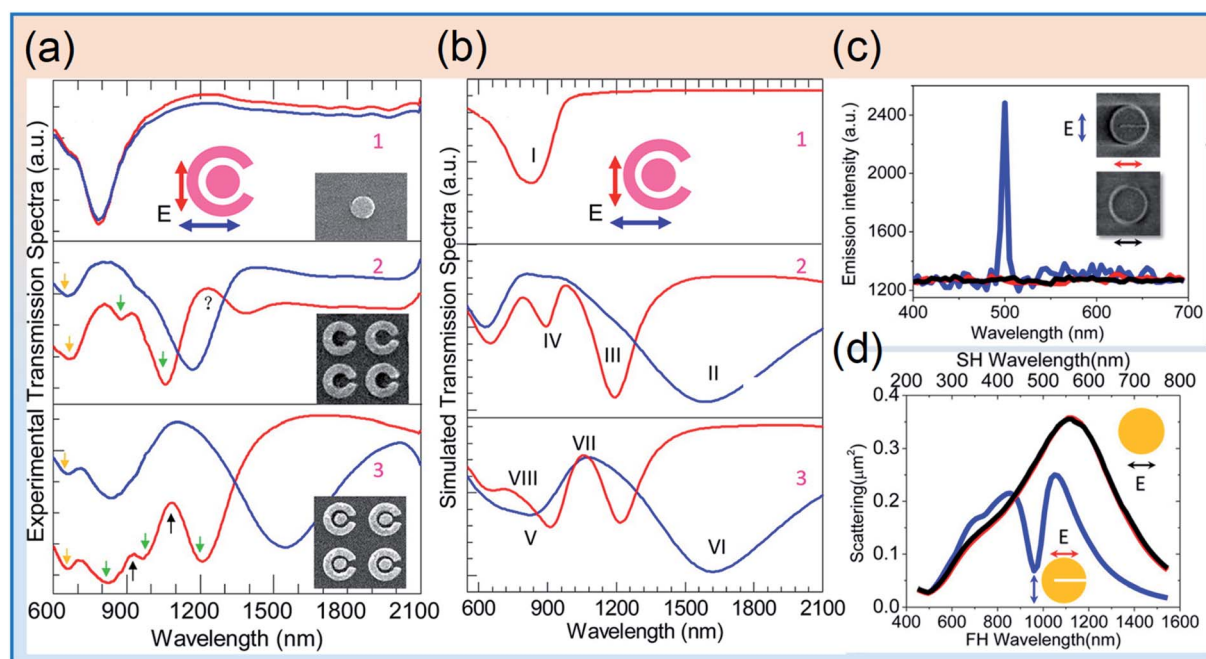 (a)
Experimental Transmission Spectra (a.u.)
1
E
2
?
3
600 900 1200 1500 1800 2100
Wavelength (nm)
(b)
Simulated Transmission Spectra (a.u.)
I
1
E
2
IV
III
II
VII
3
VIII
V
VI
600 900 1200 1500 1800 2100
Wavelength (nm)
(c)
Emission intensity (a.u.)
2400
2100
1800
1500
1200
E
400 500 600 700
Wavelength (nm)
(d)
SH Wavelength(nm)
200 300 400 500 600 700 800
Scattering(μm²)
0.4
0.3
0.2
0.1
0.0
E
E
400 600 800 1000 1200 1400 1600
FH Wavelength(nm)